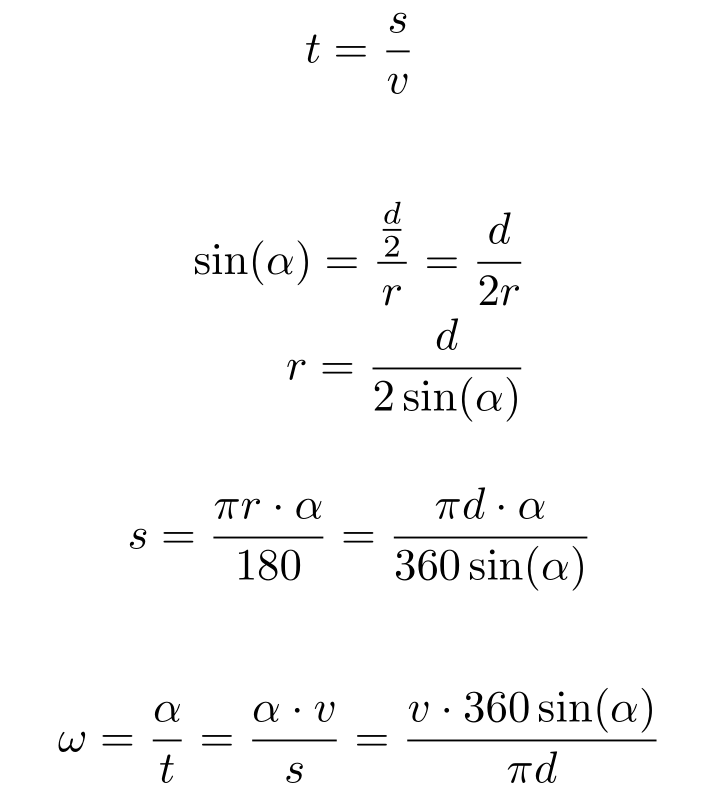 t = s/v
sin(α) = (d/2)/r = d/(2r)
r = d/(2 sin(α))
s = (πr · α)/180 = (πd · α)/(360 sin(α))
ω = α/t = (α · v)/s = (v · 360 sin(α))/(πd)